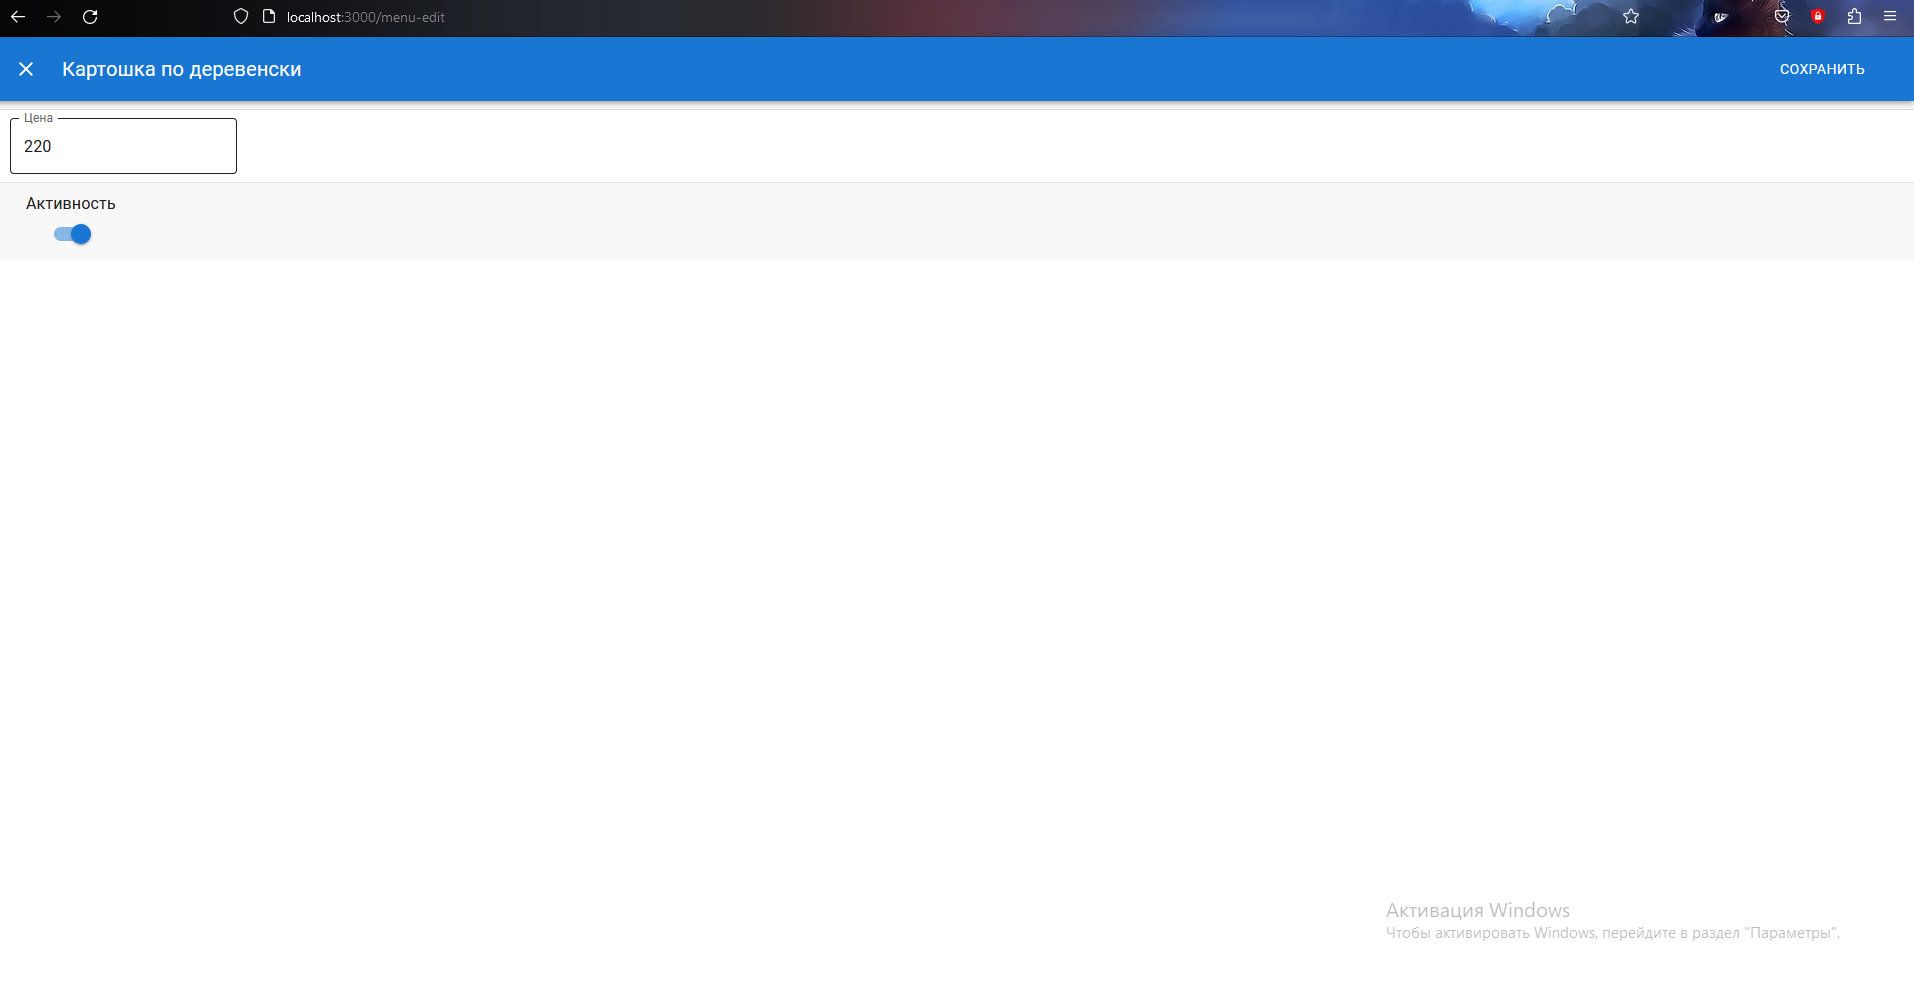 localhost:3000/menu-edit
Картошка по деревенски
СОХРАНИТЬ
Цена
220
Активность
Активация Windows
Чтобы активировать Windows, перейдите в раздел "Параметры".